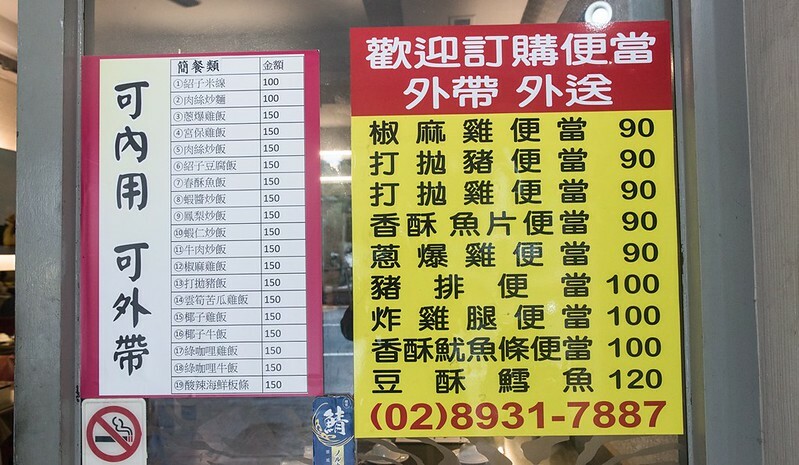 可內用 可外帶
簡餐類 金額
①紹子米線 100
②肉絲炒麵 100
③蔥爆雞飯 150
④宮保雞飯 150
⑤肉絲炒飯 150
⑥紹子豆腐飯 150
⑦春酥魚飯 150
⑧蝦醬炒飯 150
⑨鳳梨炒飯 150
⑩蝦仁炒飯 150
⑪牛肉炒飯 150
⑫椒麻雞飯 150
⑬打拋豬飯 150
⑭雲筍苦瓜雞飯 150
⑮椰子雞飯 150
⑯椰子牛飯 150
⑰綠咖哩雞飯 150
⑱綠咖哩牛飯 150
⑲酸辣海鮮板條 150
歡迎訂購便當
外帶 外送
椒麻雞便當 90
打拋豬便當 90
打拋雞便當 90
香酥魚片便當 90
蔥爆雞便當 90
豬排便當 100
炸雞腿便當 100
香酥魷魚條便當 100
豆酥鱈魚 120
(02)8931-7887
鯖
ノルウェ